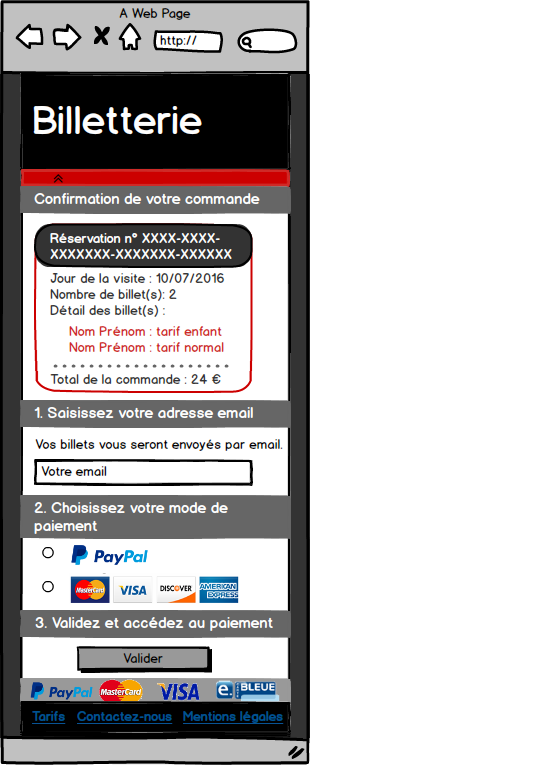 A Web Page
http://
Billetterie
Confirmation de votre commande
Réservation n° XXXX-XXXX-
XXXXXXX-XXXXXXX-XXXXXX
Jour de la visite : 10/07/2016
Nombre de billet(s): 2
Détail des billet(s) :
Nom Prénom : tarif enfant
Nom Prénom : tarif normal
Total de la commande : 24 €
1. Saisissez votre adresse email
Vos billets vous seront envoyés par email.
Votre email
2. Choisissez votre mode de
paiement
PayPal
MasterCard VISA DISCOVER AMERICAN EXPRESS
3. Validez et accédez au paiement
Valider
PayPal MasterCard VISA e. BLEUE
Tarifs Contactez-nous Mentions légales